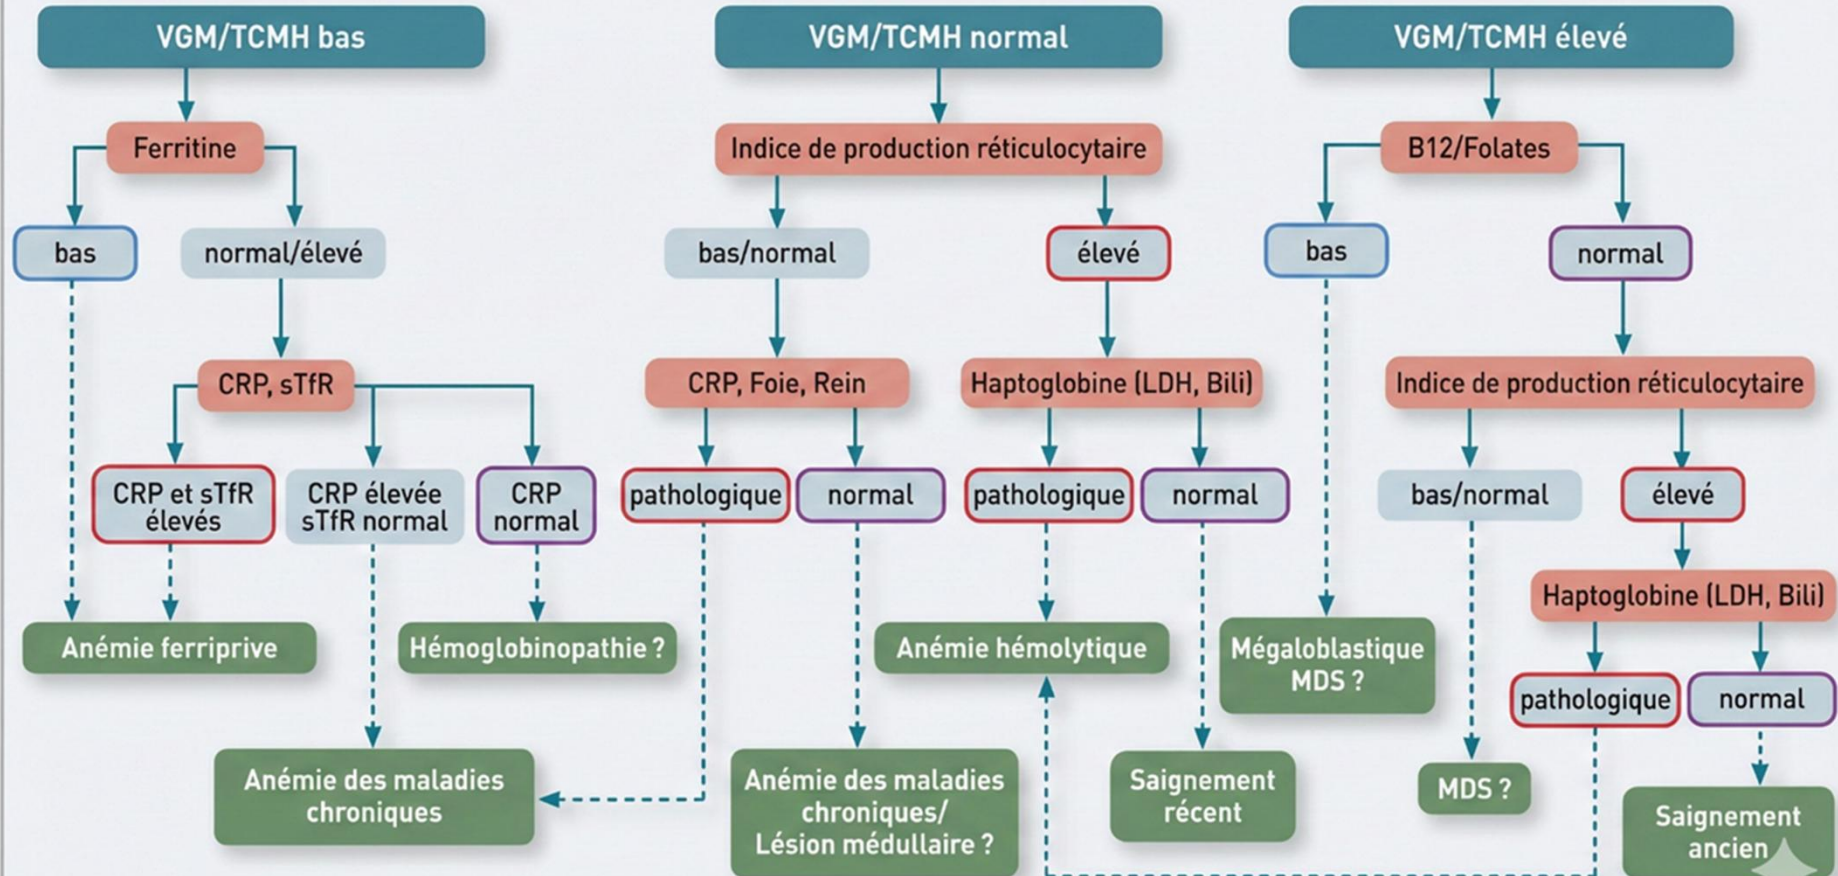 VGM/TCMH bas
VGM/TCMH normal
VGM/TCMH élevé
Ferritine
Indice de production réticulocytaire
B12/Folates
bas
normal/élevé
bas/normal
élevé
bas
normal
CRP, sTfR
CRP, Foie, Rein
Haptoglobine (LDH, Bili)
Indice de production réticulocytaire
CRP et sTfR
élevés
CRP élevée
sTfR normal
CRP
normal
pathologique
normal
pathologique
normal
bas/normal
élevé
Haptoglobine (LDH, Bili)
Anémie ferriprive
Hémoglobinopathie ?
Anémie hémolytique
Mégaloblastique
MDS ?
pathologique
normal
Anémie des maladies
chroniques
Anémie des maladies
chroniques/
Lésion médullaire ?
Saignement
récent
MDS ?
Saignement
ancien